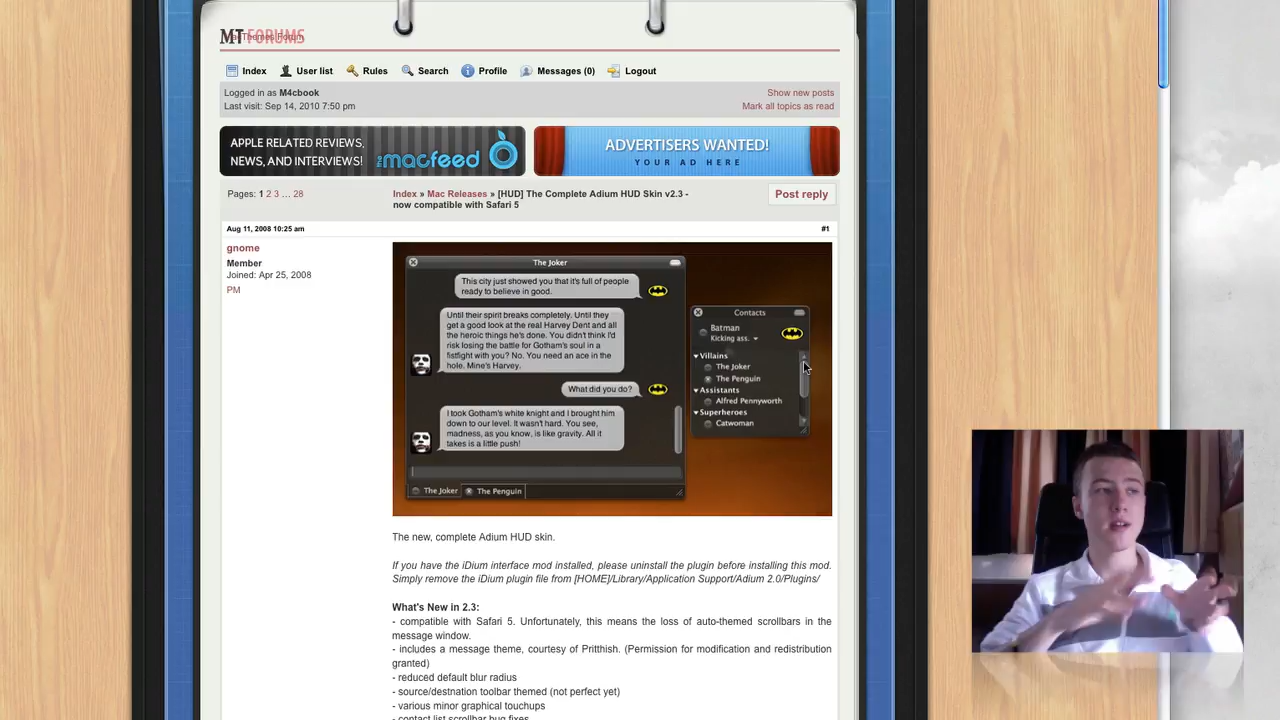 MT FORUMS
MacThemes Forum
Index User list Rules Search Profile Messages (0) Logout
Logged in as M4cbook
Show new posts
Last visit: Sep 14, 2010 7:50 pm
Mark all topics as read
APPLE RELATED REVIEWS,
NEWS, AND INTERVIEWS!
THE macfeed
ADVERTISERS WANTED!
YOUR AD HERE
Pages: 1 2 3 … 28
Index » Mac Releases » [HUD] The Complete Adium HUD Skin v2.3 -
now compatible with Safari 5
Post reply
Aug 11, 2008 10:25 am
#1
gnome
Member
Joined: Apr 25, 2008
PM
The Joker
This city just showed you that it's full of people
ready to believe in good.
Until their spirit breaks completely. Until they
get a good look at the real Harvey Dent and all
the heroic things he's done. You didn't think I'd
risk losing the battle for Gotham's soul in a
fistfight with you? No. You need an ace in the
hole. Mine's Harvey.
What did you do?
I took Gotham's white knight and I brought him
down to our level. It wasn't hard. You see,
madness, as you know, is like gravity. All it
takes is a little push!
The Joker
The Penguin
Contacts
Batman
Kicking ass.
Villains
The Joker
The Penguin
Assistants
Alfred Pennyworth
Superheroes
Catwoman
The new, complete Adium HUD skin.
If you have the iDium interface mod installed, please uninstall the plugin before installing this mod.
Simply remove the iDium plugin file from [HOME]/Library/Application Support/Adium 2.0/Plugins/
What's New in 2.3:
- compatible with Safari 5. Unfortunately, this means the loss of auto-themed scrollbars in the
message window.
- includes a message theme, courtesy of Pritthish. (Permission for modification and redistribution
granted)
- reduced default blur radius
- source/destnation toolbar themed (not perfect yet)
- various minor graphical touchups
- contact list scrollbar bug fixes